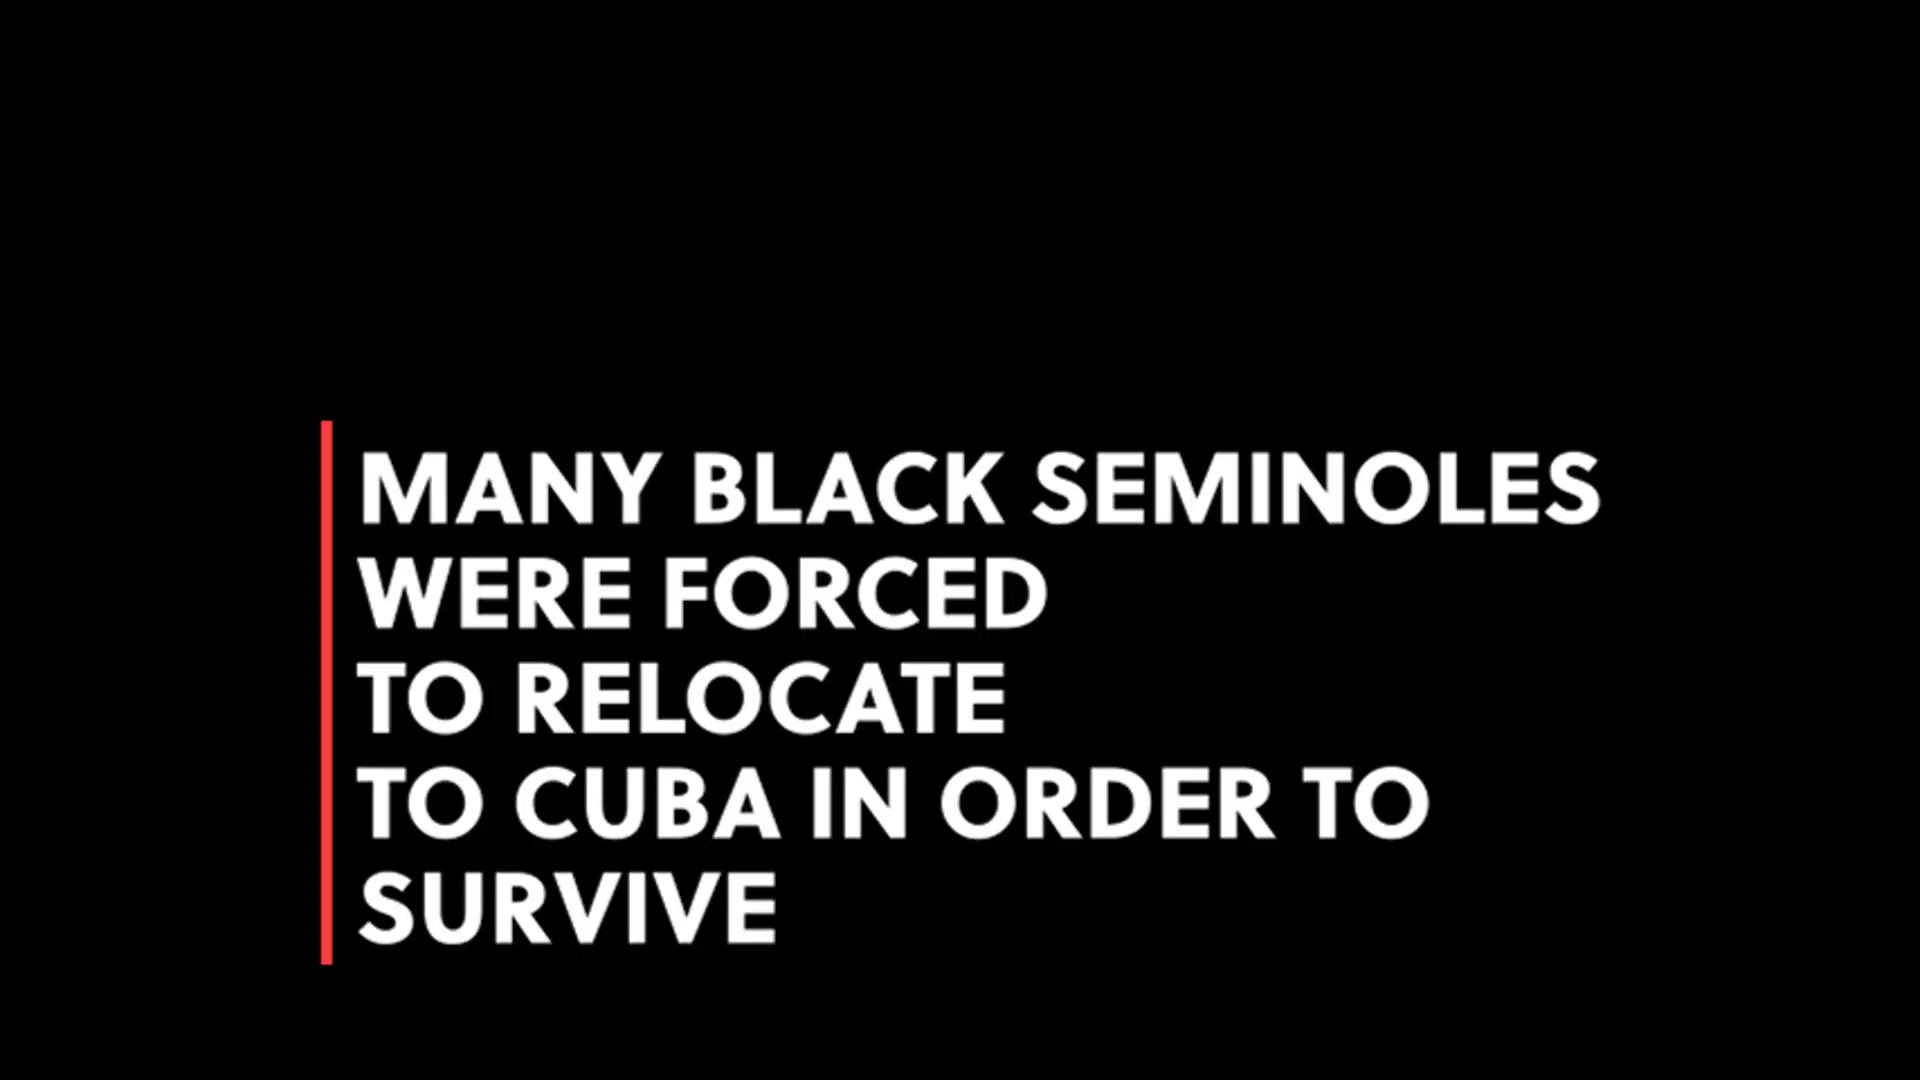 MANY BLACK SEMINOLES
WERE FORCED
TO RELOCATE
TO CUBA IN ORDER TO
SURVIVE